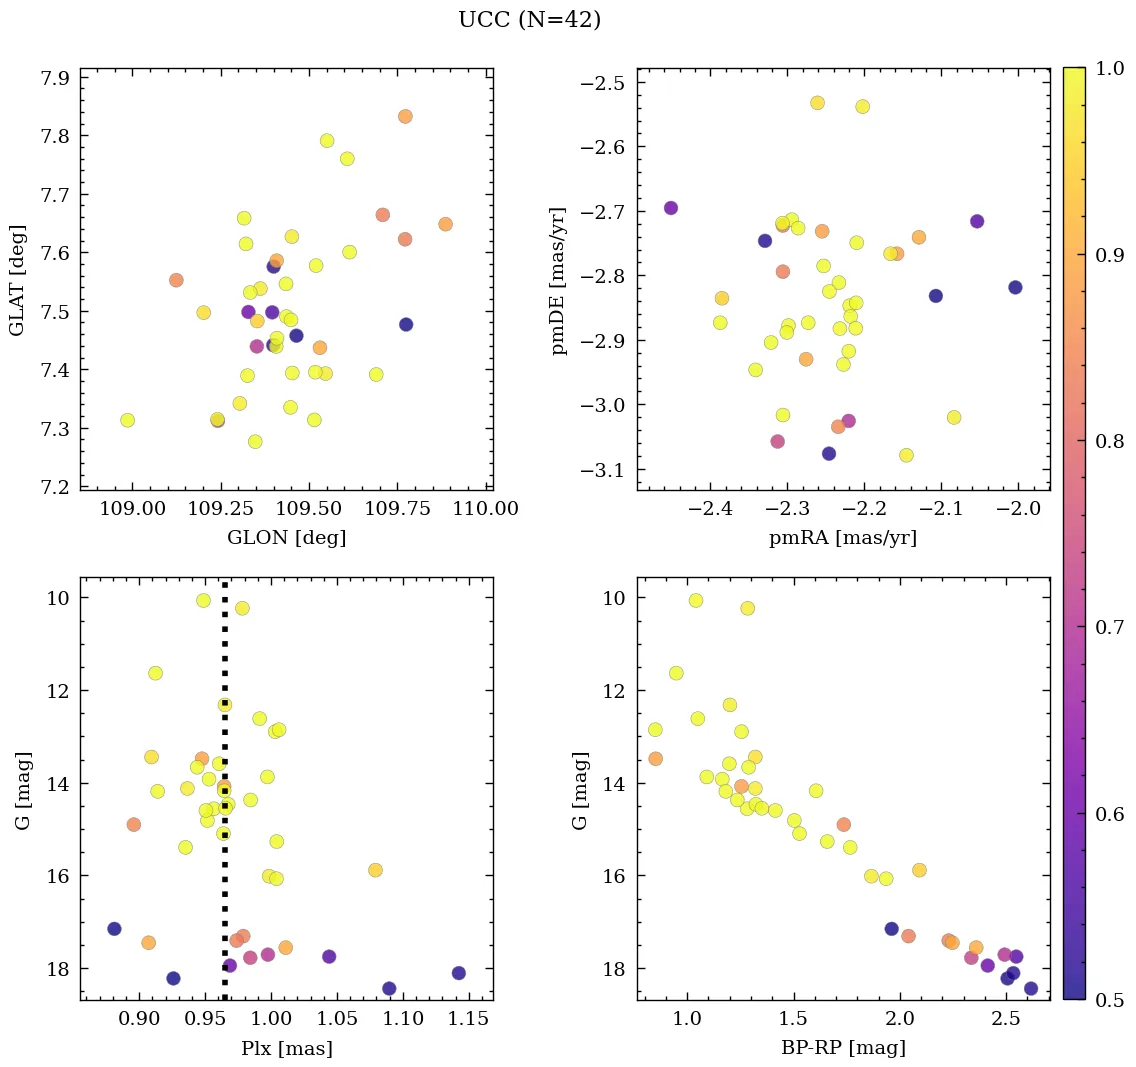 UCC (N=42)
7.9
7.8
7.7
7.6
7.5
7.4
7.3
7.2
GLAT [deg]
109.00 109.25 109.50 109.75 110.00
GLON [deg]
−2.5
−2.6
−2.7
−2.8
−2.9
−3.0
−3.1
pmDE [mas/yr]
−2.4 −2.3 −2.2 −2.1 −2.0
pmRA [mas/yr]
10
12
14
16
18
G [mag]
0.90 0.95 1.00 1.05 1.10 1.15
Plx [mas]
10
12
14
16
18
G [mag]
1.0 1.5 2.0 2.5
BP-RP [mag]
1.0
0.9
0.8
0.7
0.6
0.5